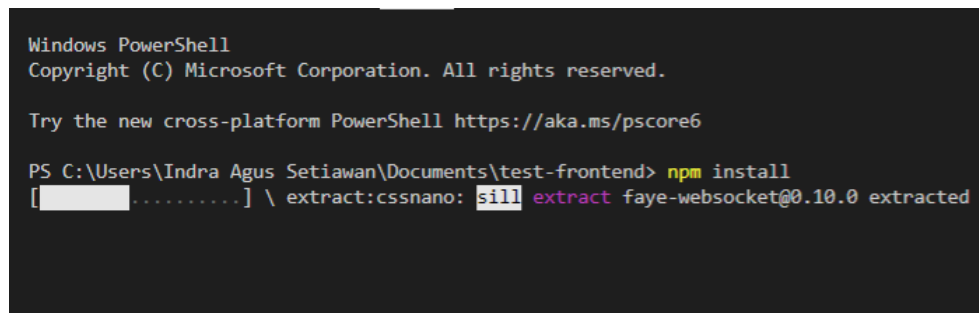 Windows PowerShell
Copyright (C) Microsoft Corporation. All rights reserved.
Try the new cross-platform PowerShell https://aka.ms/pscore6
PS C:\Users\Indra Agus Setiawan\Documents\test-frontend> npm install
[ ..........] \ extract:cssnano: sill extract faye-websocket@0.10.0 extracted